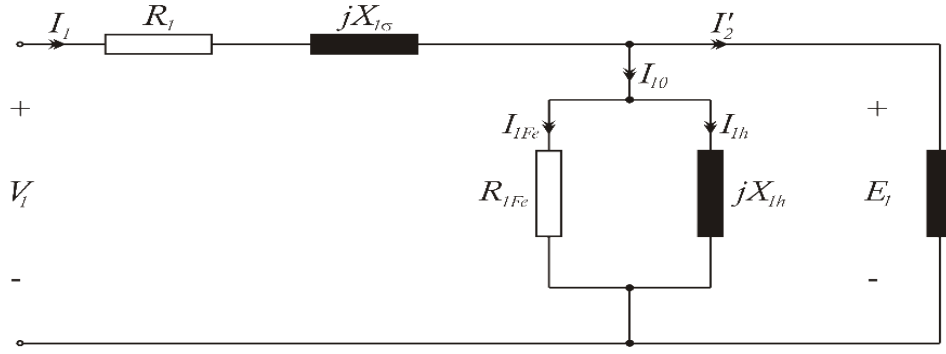 I₁ R₁ jX₁σ I′₂
I₁₀
+ I₁Fe I₁h +
V₁ R₁Fe jX₁h E₁
- -